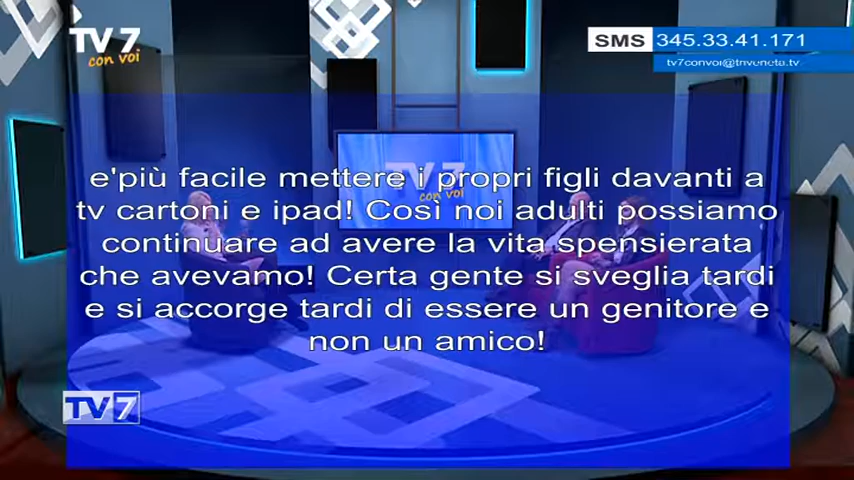 TV7
con voi
SMS 345.33.41.171
tv7convoi@triveneta.tv
TV7
con voi
e'più facile mettere i propri figli davanti a
tv cartoni e ipad! Così noi adulti possiamo
continuare ad avere la vita spensierata
che avevamo! Certa gente si sveglia tardi
e si accorge tardi di essere un genitore e
non un amico!
TV7